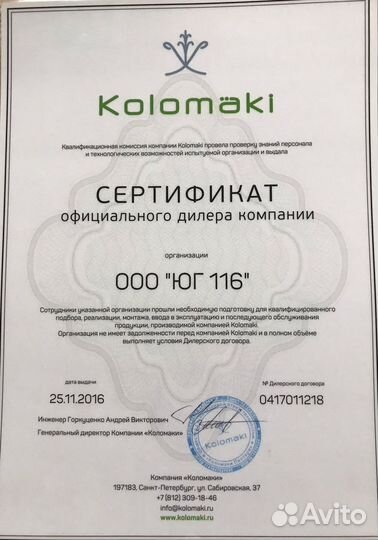 Kolomäki
Квалификационная комиссия компании Kolomaki провела проверку знаний персонала
и технологических возможностей испытуемой организации и выдала
СЕРТИФИКАТ
официального дилера компании
организации
ООО "ЮГ 116"
Сотрудники указанной организации прошли необходимую подготовку для квалифицированного
подбора, реализации, монтажа, ввода в эксплуатацию и последующего обслуживания
продукции, производимой компанией Kolomaki.
Организация не имеет задолженности перед компанией Kolomaki и в полном объёме
выполняет условия Дилерского договора.
дата выдачи
№ Дилерского договора
25.11.2016
0417011218
Инженер Горкуценко Андрей Викторович
Генеральный директор Компании «Коломаки»
Kolomaki
Компания «Коломаки»
197183, Санкт-Петербург, ул. Сабировская, 37
+7 (812) 309-18-46
info@kolomaki.ru
www.kolomaki.ru
Avito